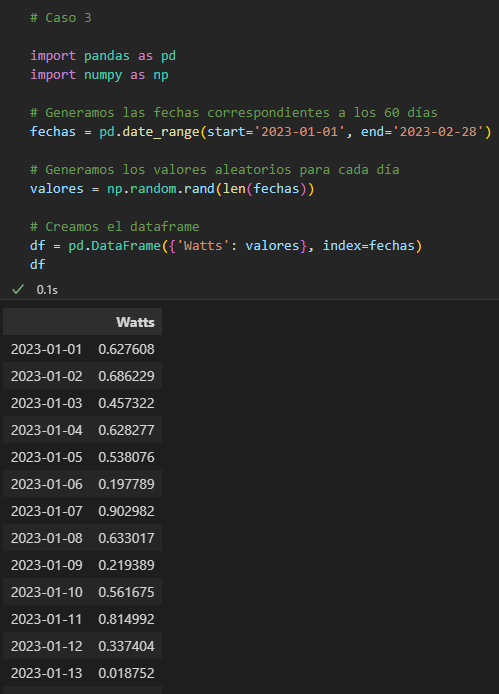 # Caso 3
import pandas as pd
import numpy as np
# Generamos las fechas correspondientes a los 60 días
fechas = pd.date_range(start='2023-01-01', end='2023-02-28')
# Generamos los valores aleatorios para cada día
valores = np.random.rand(len(fechas))
# Creamos el dataframe
df = pd.DataFrame({'Watts': valores}, index=fechas)
df
✓ 0.1s
Watts
2023-01-01 0.627608
2023-01-02 0.686229
2023-01-03 0.457322
2023-01-04 0.628277
2023-01-05 0.538076
2023-01-06 0.197789
2023-01-07 0.902982
2023-01-08 0.633017
2023-01-09 0.219389
2023-01-10 0.561675
2023-01-11 0.814992
2023-01-12 0.337404
2023-01-13 0.018752